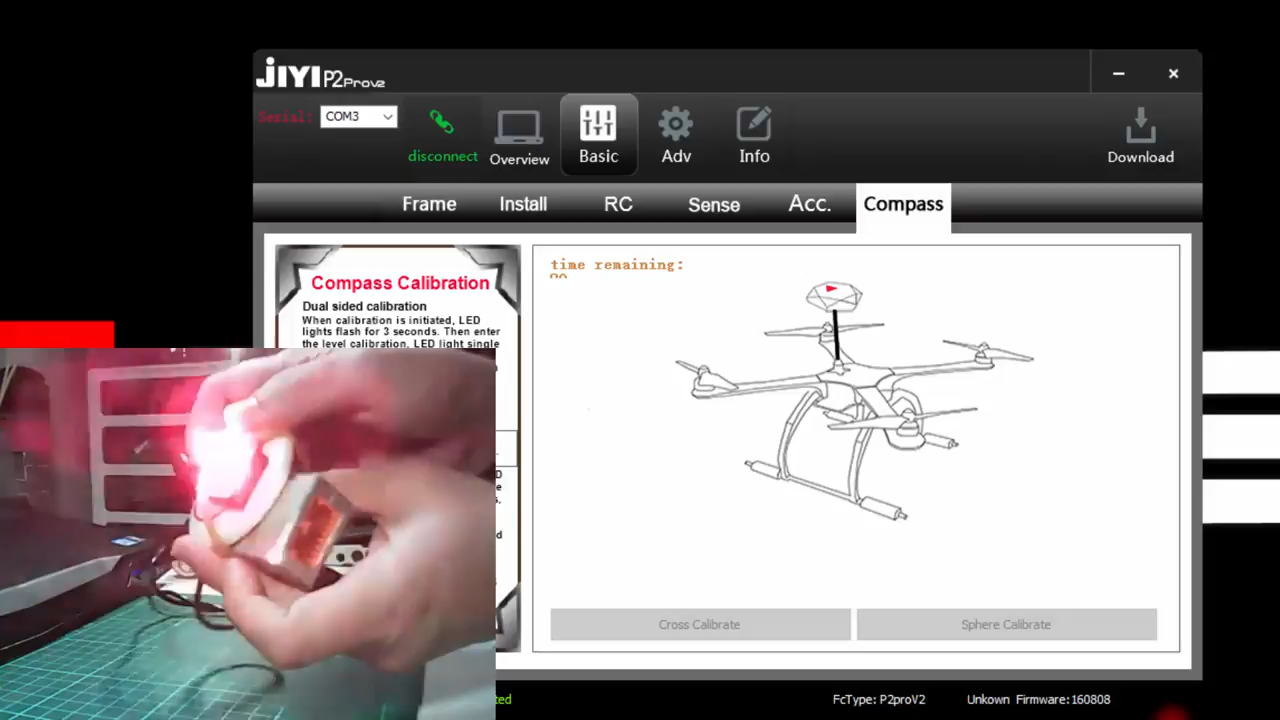 JIYI P2Prov2
Serial: COM3
disconnect
Overview
Basic
Adv
Info
Download
Frame Install RC Sense Acc. Compass
Compass Calibration
Dual sided calibration
When calibration is initiated, LED
lights flash for 3 seconds. Then enter
the level calibration. LED light single
time remaining:
Cross Calibrate Sphere Calibrate
FcType: P2proV2 Unkown Firmware:160808